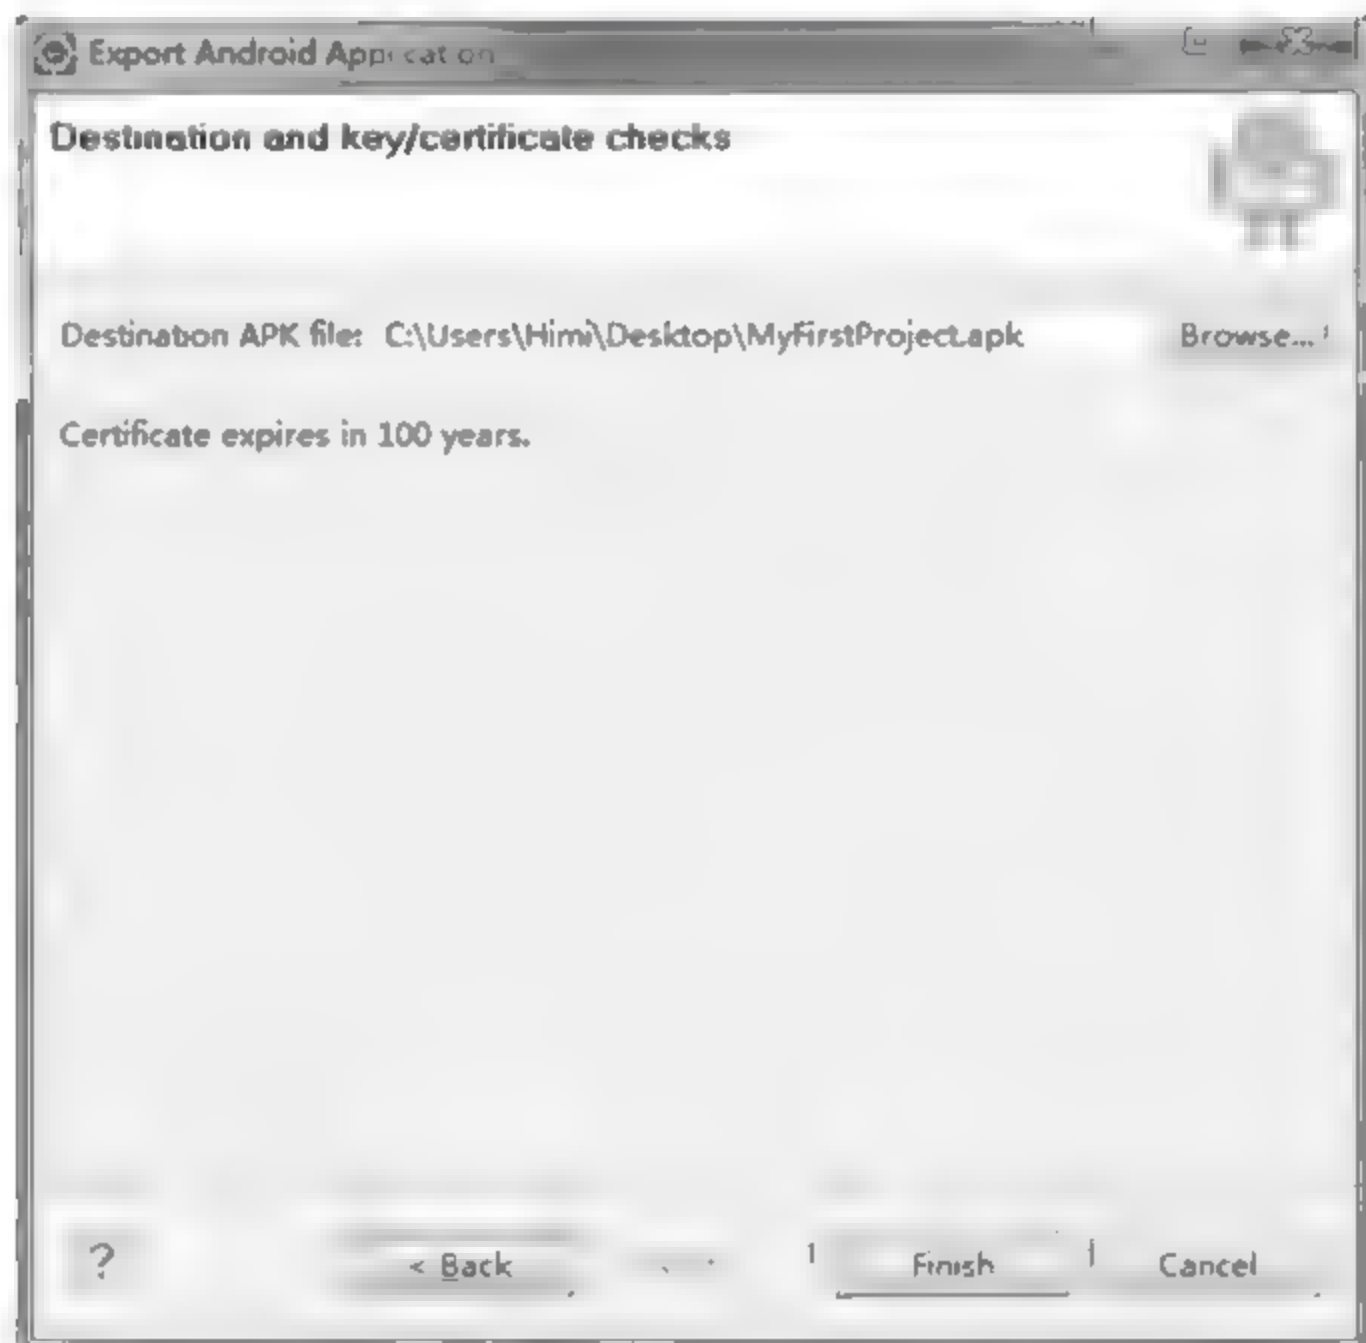 Export Android Application
Destination and key/certificate checks
Destination APK file: C:\Users\Himi\Desktop\MyFirstProject.apk Browse...
Certificate expires in 100 years.
? < Back Finish Cancel